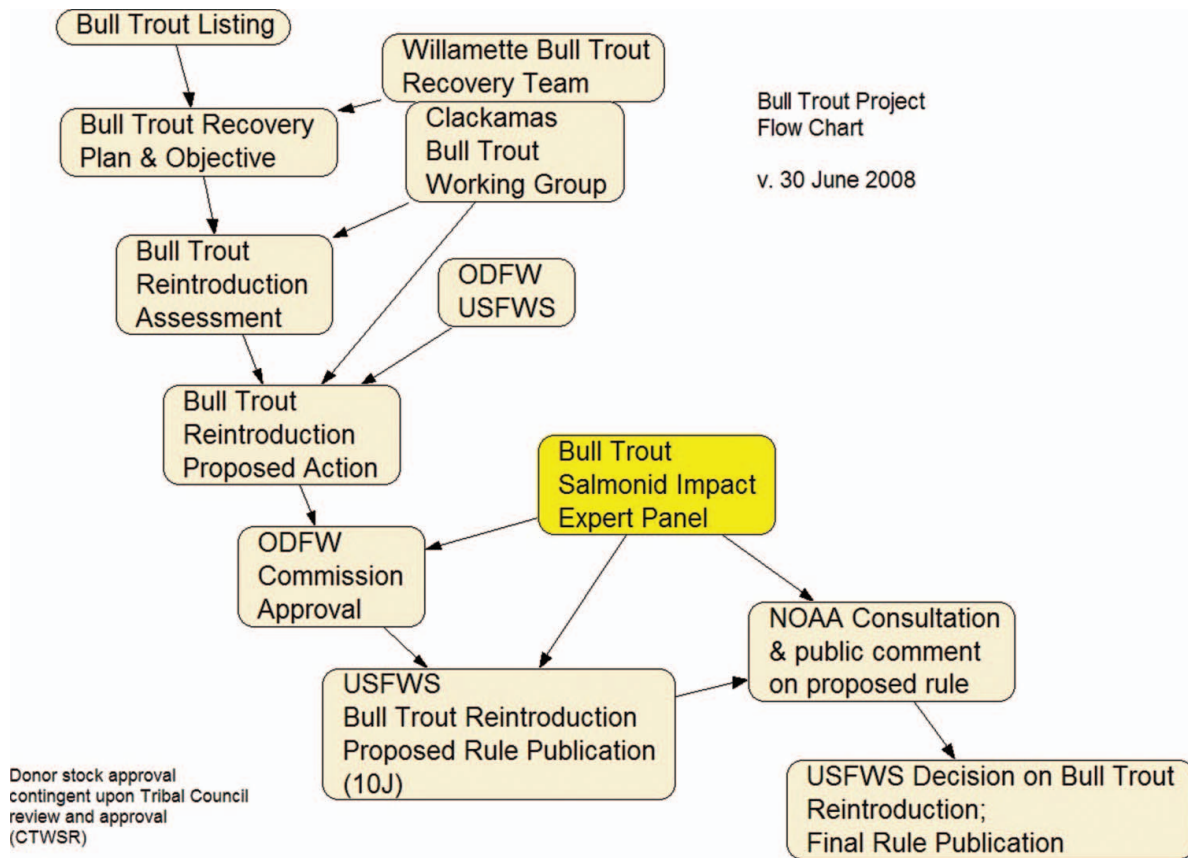 Bull Trout Listing
Willamette Bull Trout
Recovery Team
Bull Trout Project
Flow Chart
v. 30 June 2008
Bull Trout Recovery
Plan & Objective
Clackamas
Bull Trout
Working Group
Bull Trout
Reintroduction
Assessment
ODFW
USFWS
Bull Trout
Reintroduction
Proposed Action
Bull Trout
Salmonid Impact
Expert Panel
ODFW
Commission
Approval
NOAA Consultation
& public comment
on proposed rule
USFWS
Bull Trout Reintroduction
Proposed Rule Publication
(10J)
Donor stock approval
contingent upon Tribal Council
review and approval
(CTWSR)
USFWS Decision on Bull Trout
Reintroduction;
Final Rule Publication